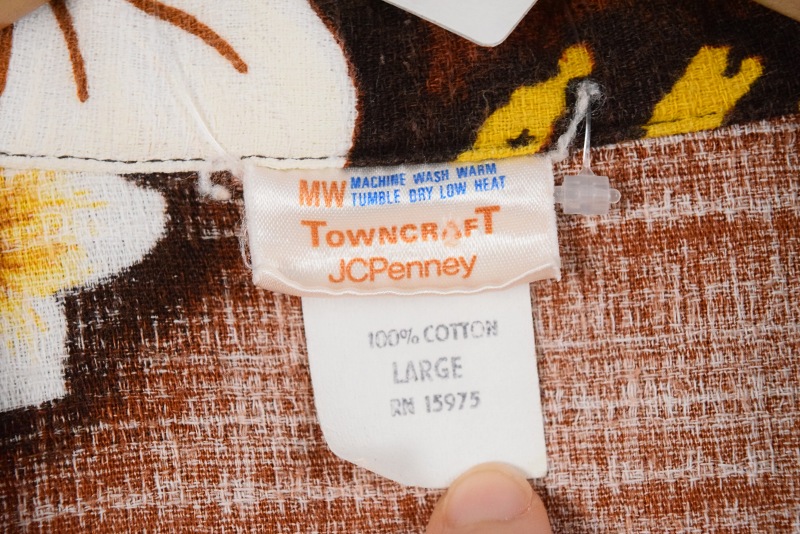 MW MACHINE WASH WARM
TUMBLE DRY LOW HEAT
TOWNCRAFT
JCPenney
100% COTTON
LARGE
RN 15975